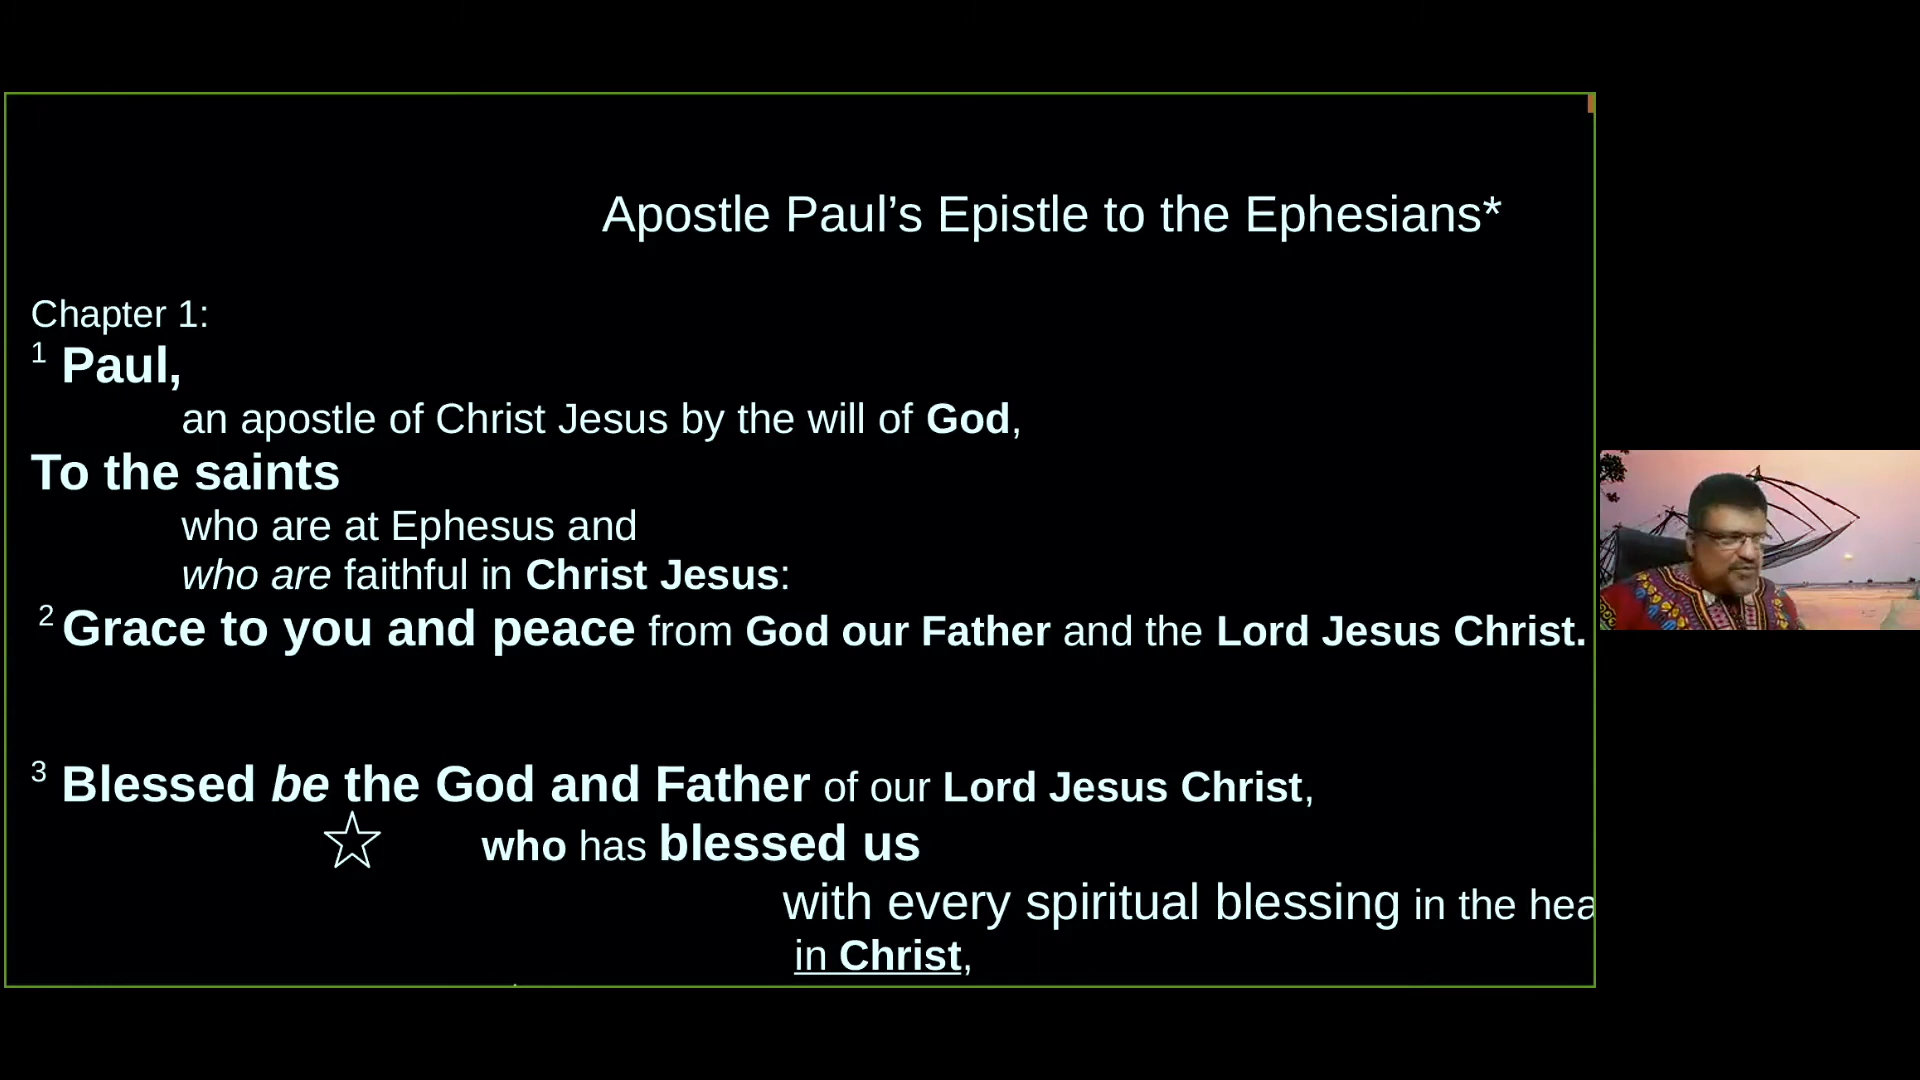 Apostle Paul’s Epistle to the Ephesians*
Chapter 1:
1 Paul,
an apostle of Christ Jesus by the will of God,
To the saints
who are at Ephesus and
who are faithful in Christ Jesus:
2 Grace to you and peace from God our Father and the Lord Jesus Christ.
3 Blessed be the God and Father of our Lord Jesus Christ,
who has blessed us
with every spiritual blessing in the
in Christ,